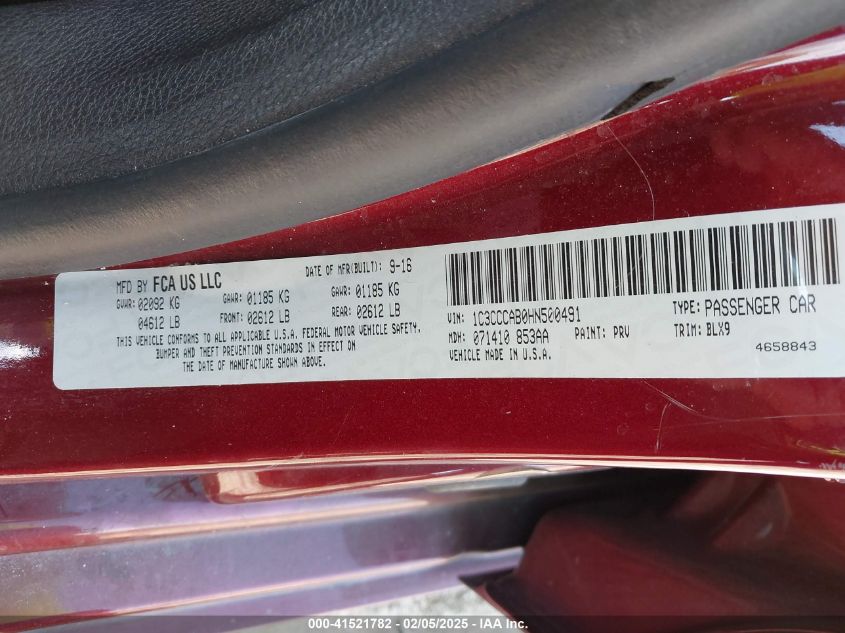 MFD BY FCA US LLC DATE OF MFR(BUILT): 9-16
GVWR: 02092 KG GAWR: 01185 KG GAWR: 01185 KG
04612 LB FRONT: 02612 LB REAR: 02612 LB
THIS VEHICLE CONFORMS TO ALL APPLICABLE U.S.A. FEDERAL MOTOR VEHICLE SAFETY,
BUMPER AND THEFT PREVENTION STANDARDS IN EFFECT ON
THE DATE OF MANUFACTURE SHOWN ABOVE.
VIN: 1C3CCCAB0HN500491 TYPE: PASSENGER CAR
MDH: 071410 853AA PAINT: PRV TRIM: BLX9
VEHICLE MADE IN U.S.A. 4658843
000-41521782 - 02/05/2025 - IAA Inc.